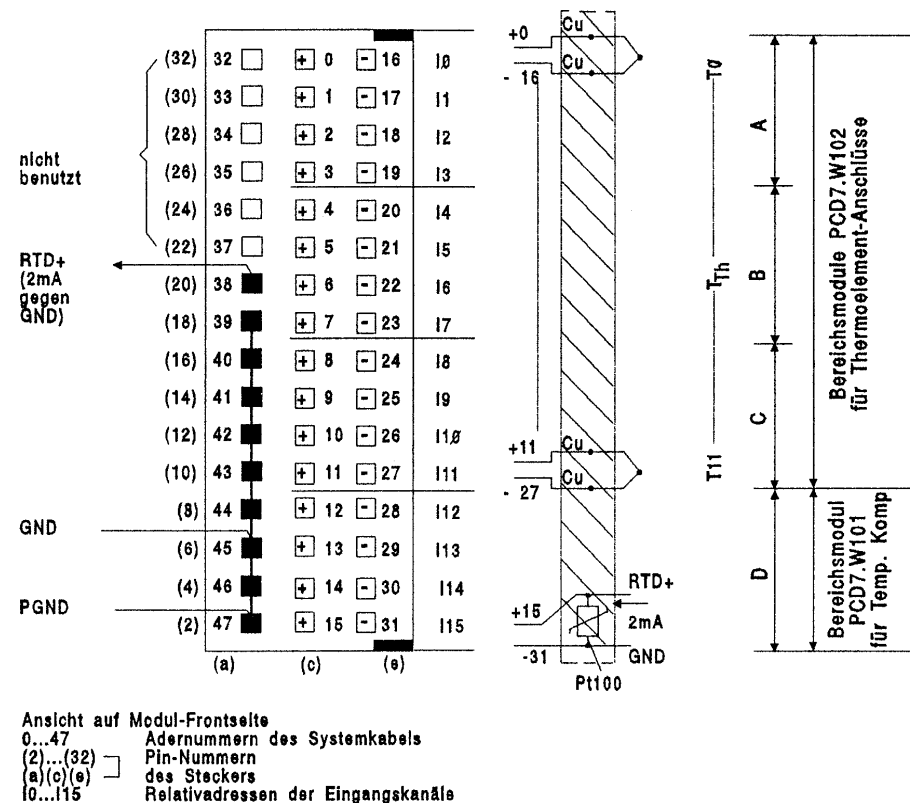 (32) 32 + 0 - 16 IØ
(30) 33 + 1 - 17 I1
(28) 34 + 2 - 18 I2
(26) 35 + 3 - 19 I3
(24) 36 + 4 - 20 I4
(22) 37 + 5 - 21 I5
(20) 38 + 6 - 22 I6
(18) 39 + 7 - 23 I7
(16) 40 + 8 - 24 I8
(14) 41 + 9 - 25 I9
(12) 42 + 10 - 26 I1Ø
(10) 43 + 11 - 27 I11
(8) 44 + 12 - 28 I12
(6) 45 + 13 - 29 I13
(4) 46 + 14 - 30 I14
(2) 47 + 15 - 31 I15
(a) (c) (e)
nicht
benutzt
RTD+
(2mA
gegen
GND)
GND
PGND
+0 Cu
- 16 Cu
+11 Cu
- 27 Cu
RTD+
+15 2mA
-31 GND
Pt100
TØ
TTh
T11
A
B
C
D
Bereichsmodule PCD7.W102
für Thermoelement-Anschlüsse
Bereichsmodul
PCD7.W101
für Temp. Komp
Ansicht auf Modul-Frontseite
0...47 Adernummern des Systemkabels
(2)...(32) Pin-Nummern
(a)(c)(e) des Steckers
I0...I15 Relativadressen der Eingangskanäle